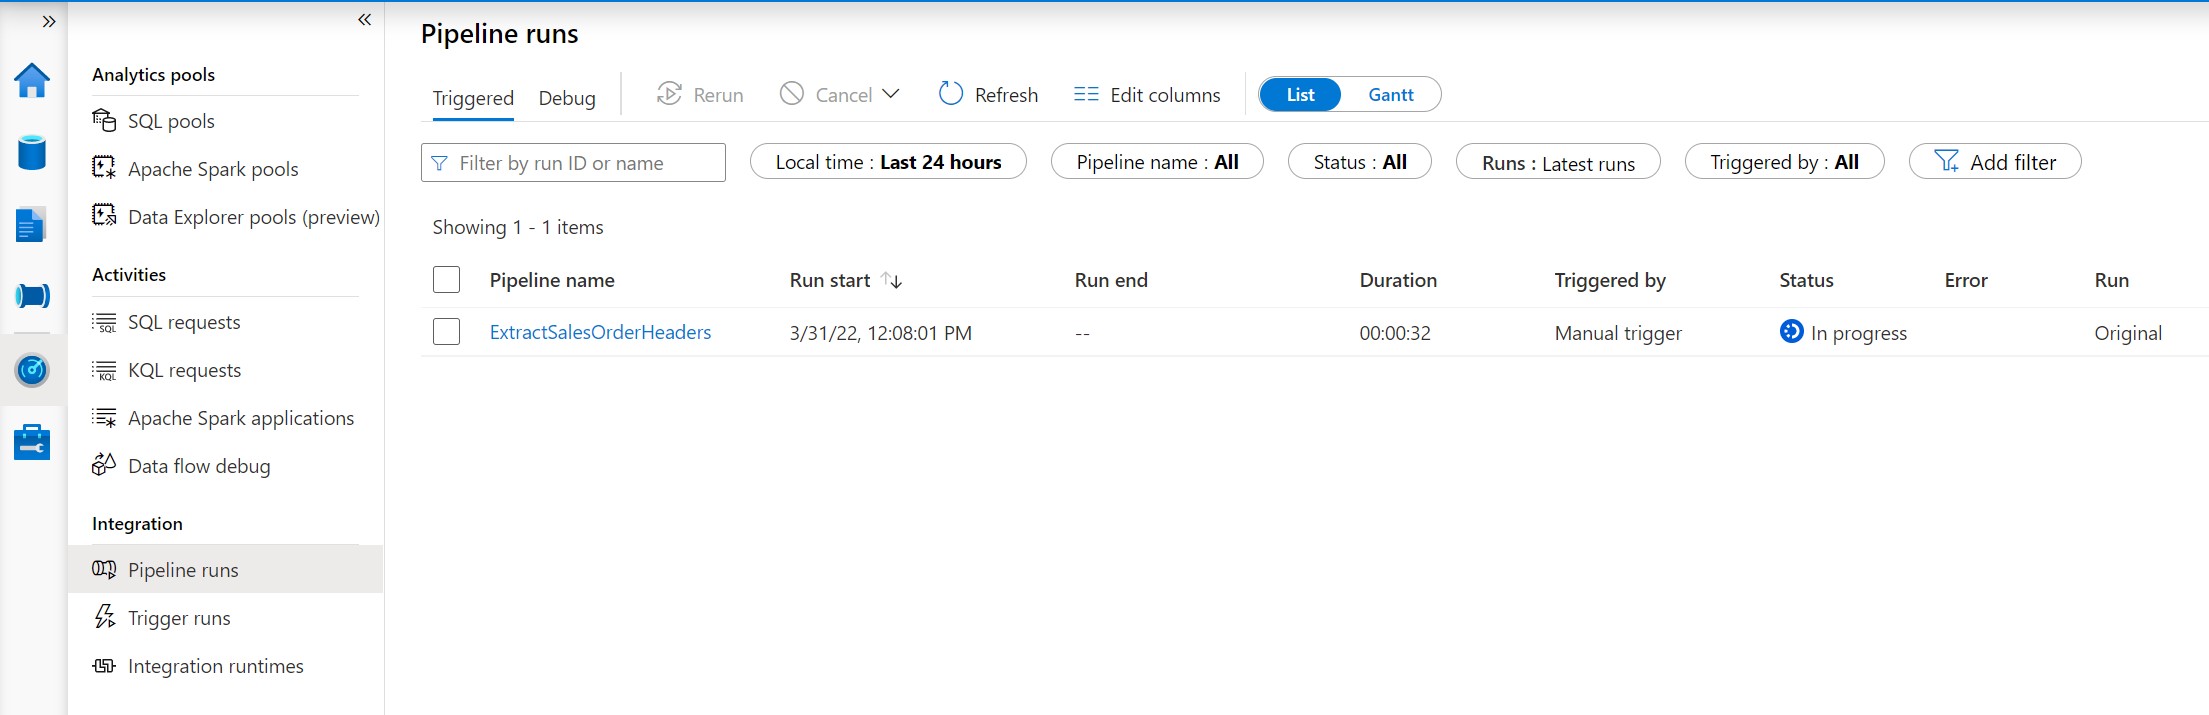 Analytics pools
SQL pools
Apache Spark pools
Data Explorer pools (preview)
Activities
SQL requests
KQL requests
Apache Spark applications
Data flow debug
Integration
Pipeline runs
Trigger runs
Integration runtimes
Pipeline runs
Triggered Debug Rerun Cancel Refresh Edit columns List Gantt
Filter by run ID or name Local time : Last 24 hours Pipeline name : All Status : All Runs : Latest runs Triggered by : All Add filter
Showing 1 - 1 items
Pipeline name Run start Run end Duration Triggered by Status Error Run
ExtractSalesOrderHeaders 3/31/22, 12:08:01 PM -- 00:00:32 Manual trigger In progress Original